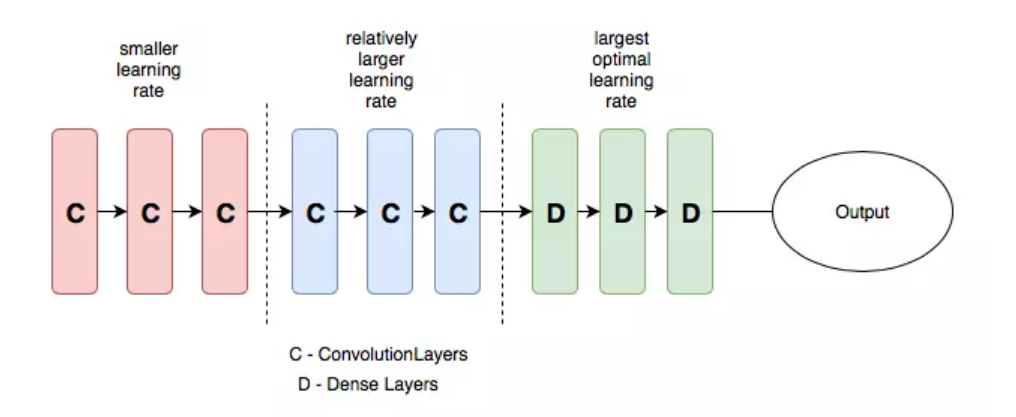 smaller
learning
rate
relatively
larger
learning
rate
largest
optimal
learning
rate
C
C
C
C
C
C
D
D
D
Output
C - ConvolutionLayers
D - Dense Layers